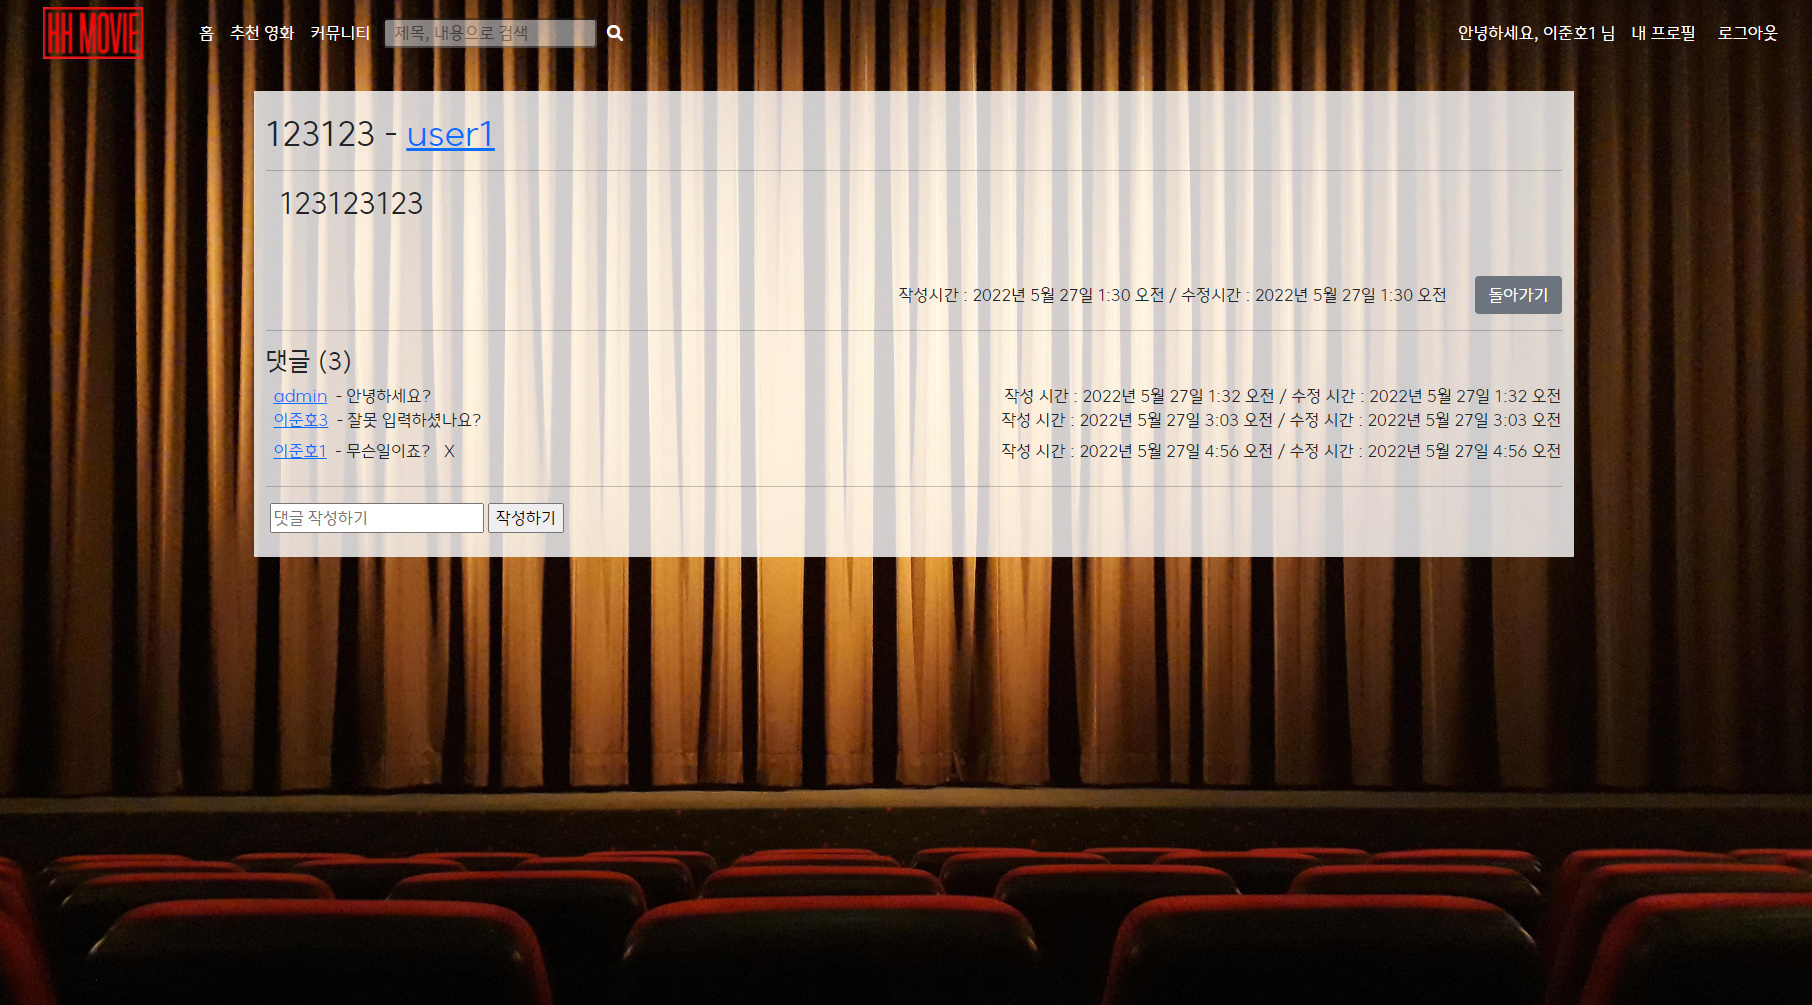 HH MOVIE
홈 추천 영화 커뮤니티 제목, 내용으로 검색 안녕하세요, 이준호1 님 내 프로필 로그아웃
123123 - user1
123123123
작성시간 : 2022년 5월 27일 1:30 오전 / 수정시간 : 2022년 5월 27일 1:30 오전 돌아가기
댓글 (3)
admin - 안녕하세요? 작성 시간 : 2022년 5월 27일 1:32 오전 / 수정 시간 : 2022년 5월 27일 1:32 오전
이준호3 - 잘못 입력하셨나요? 작성 시간 : 2022년 5월 27일 3:03 오전 / 수정 시간 : 2022년 5월 27일 3:03 오전
이준호1 - 무슨일이죠? X 작성 시간 : 2022년 5월 27일 4:56 오전 / 수정 시간 : 2022년 5월 27일 4:56 오전
댓글 작성하기 작성하기